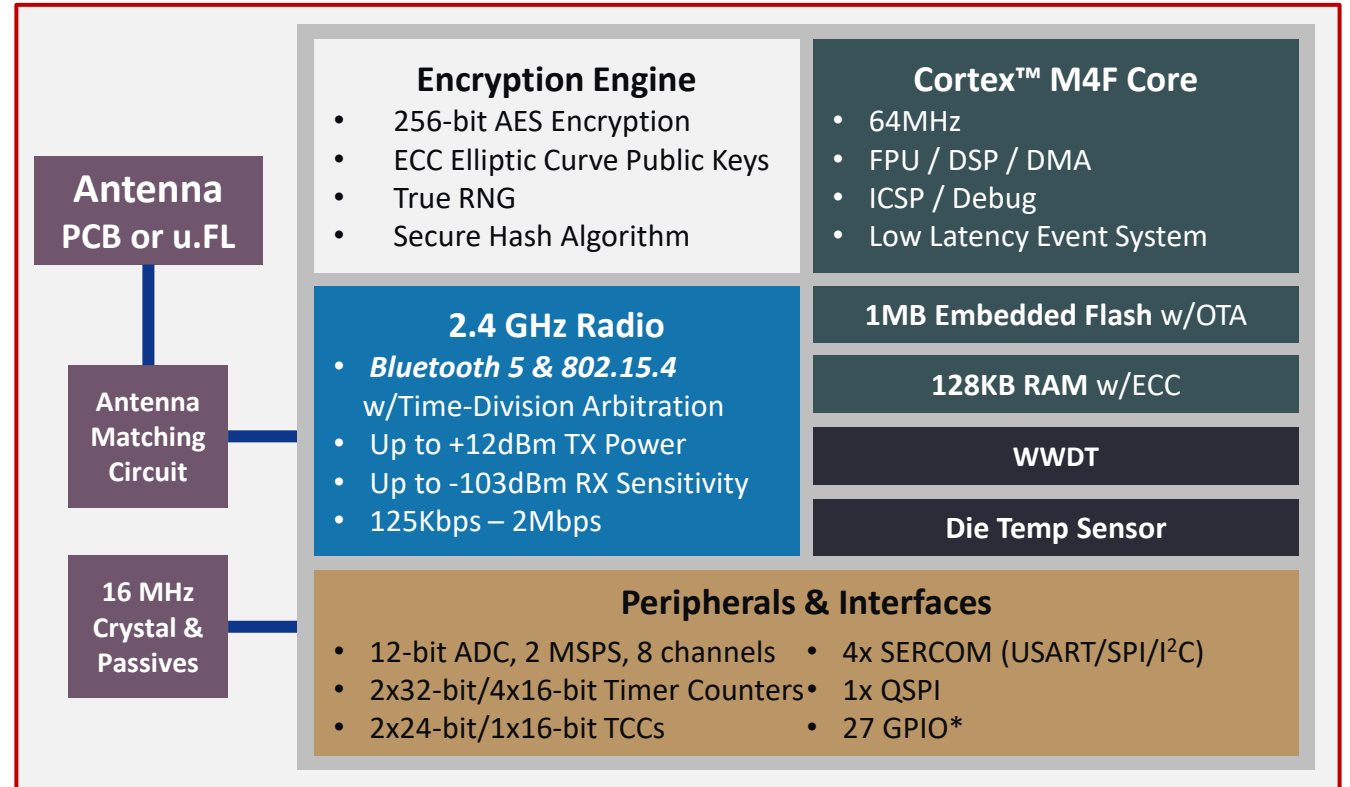 Encryption Engine
• 256-bit AES Encryption
• ECC Elliptic Curve Public Keys
• True RNG
• Secure Hash Algorithm
Cortex™ M4F Core
• 64MHz
• FPU / DSP / DMA
• ICSP / Debug
• Low Latency Event System
Antenna
PCB or u.FL
2.4 GHz Radio
• Bluetooth 5 & 802.15.4
w/Time-Division Arbitration
• Up to +12dBm TX Power
• Up to -103dBm RX Sensitivity
• 125Kbps – 2Mbps
1MB Embedded Flash w/OTA
128KB RAM w/ECC
WWDT
Die Temp Sensor
Antenna
Matching
Circuit
16 MHz
Crystal &
Passives
Peripherals & Interfaces
• 12-bit ADC, 2 MSPS, 8 channels
• 2x32-bit/4x16-bit Timer Counters
• 2x24-bit/1x16-bit TCCs
• 4x SERCOM (USART/SPI/I²C)
• 1x QSPI
• 27 GPIO*